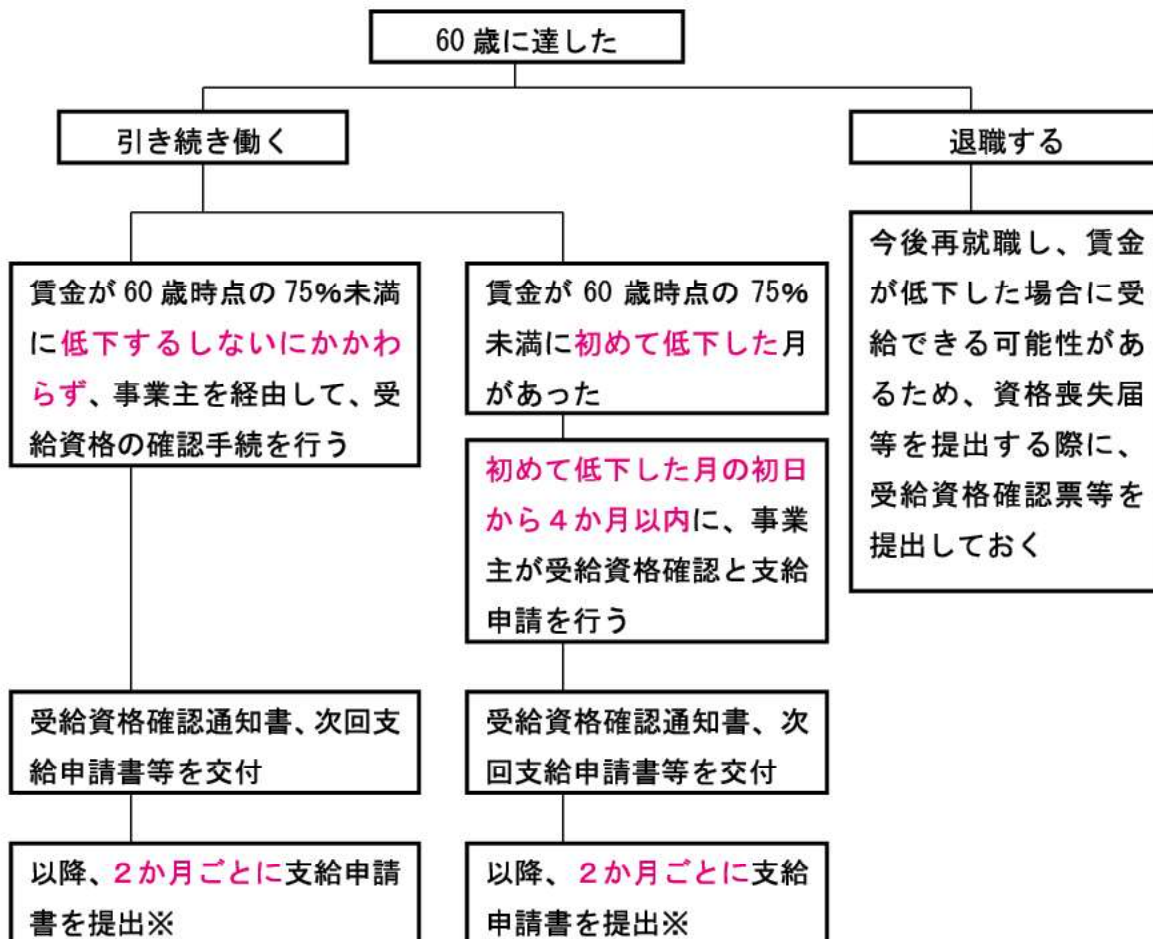 60歳に達した
引き続き働く
退職する
賃金が60歳時点の75%未満
に低下するしないにかかわ
らず、事業主を経由して、受
給資格の確認手続を行う
賃金が60歳時点の75%
未満に初めて低下した月
があった
初めて低下した月の初日
から４か月以内に、事業
主が受給資格確認と支給
申請を行う
今後再就職し、賃金
が低下した場合に受
給できる可能性があ
るため、資格喪失届
等を提出する際に、
受給資格確認票等を
提出しておく
受給資格確認通知書、次回支
給申請書等を交付
受給資格確認通知書、次
回支給申請書等を交付
以降、２か月ごとに支給申請
書を提出※
以降、２か月ごとに支給
申請書を提出※